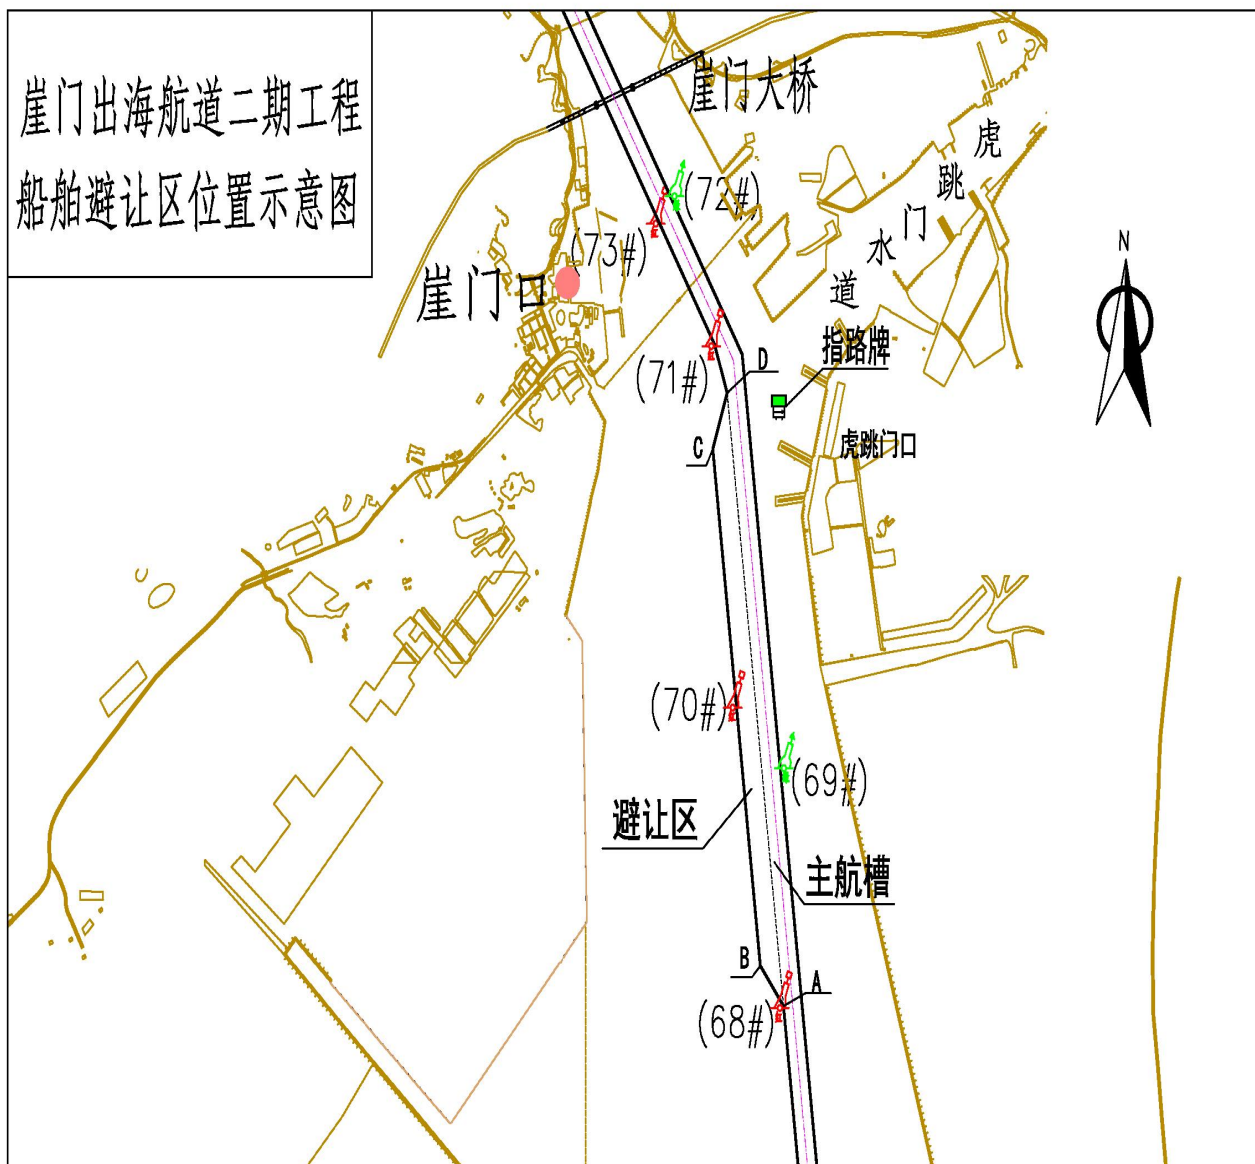 崖门出海航道二期工程
船舶避让区位置示意图
崖门大桥
虎
跳
门
水
道
(72#)
(73#)
N
崖门口
指路牌
(71#)
D
C
虎跳门口
(70#)
(69#)
避让区
主航槽
B
A
(68#)